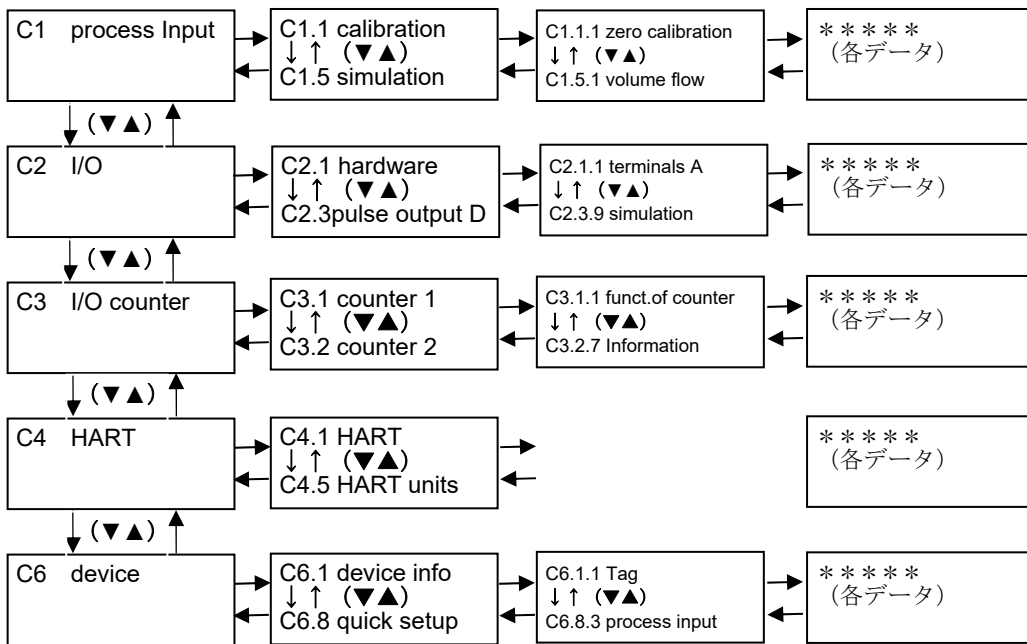 C1 process Input
C1.1 calibration
↓ ↑ (▼▲)
C1.5 simulation
C1.1.1 zero calibration
↓ ↑ (▼▲)
C1.5.1 volume flow
＊＊＊＊＊
（各データ）
(▼▲)
C2 I/O
C2.1 hardware
↓ ↑ (▼▲)
C2.3pulse output D
C2.1.1 terminals A
↓ ↑ (▼▲)
C2.3.9 simulation
＊＊＊＊＊
（各データ）
(▼▲)
C3 I/O counter
C3.1 counter 1
↓ ↑ (▼▲)
C3.2 counter 2
C3.1.1 funct.of counter
↓ ↑ (▼▲)
C3.2.7 Information
＊＊＊＊＊
（各データ）
(▼▲)
C4 HART
C4.1 HART
↓ ↑ (▼▲)
C4.5 HART units
＊＊＊＊＊
（各データ）
(▼▲)
C6 device
C6.1 device info
↓ ↑ (▼▲)
C6.8 quick setup
C6.1.1 Tag
↓ ↑ (▼▲)
C6.8.3 process input
＊＊＊＊＊
（各データ）